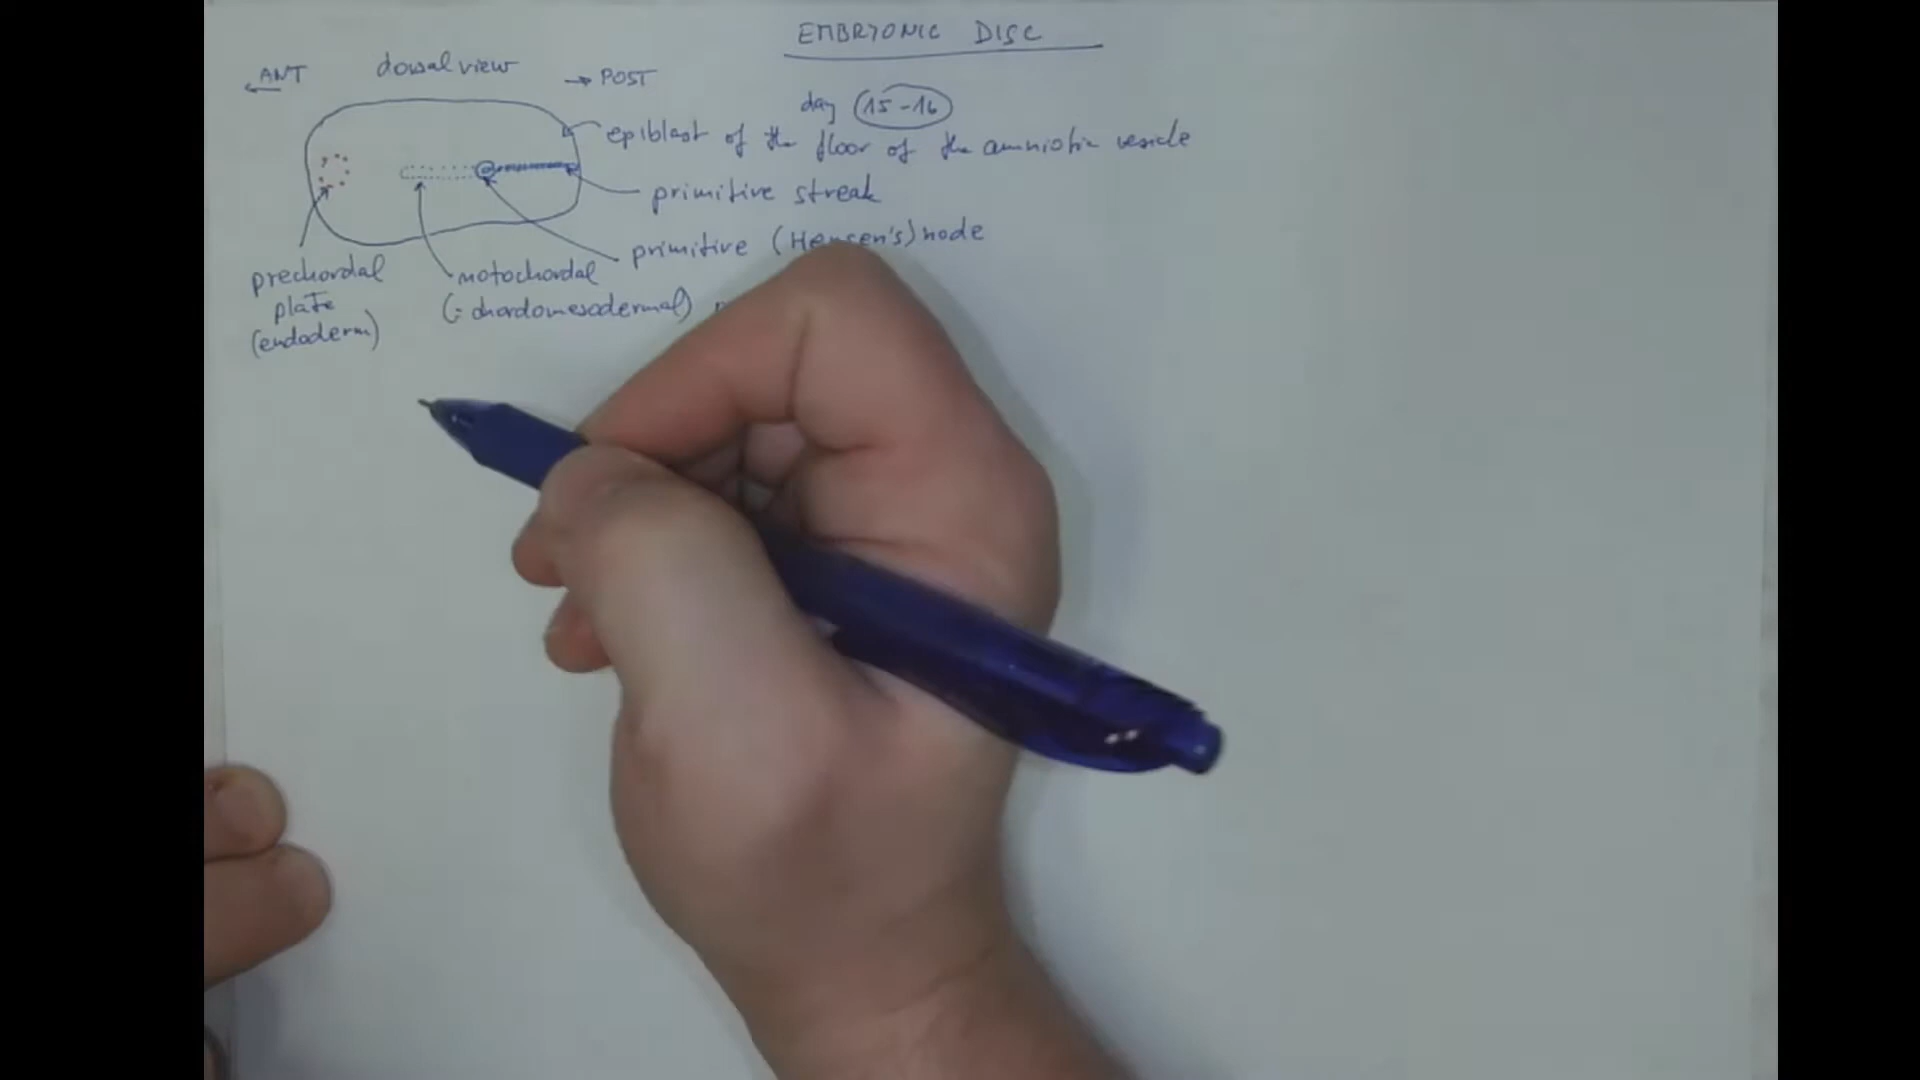 EMBRYONIC DISC
ANT dorsal view POST
day 15-16
epiblast of the floor of the amniotic vesicle
primitive streak
primitive (Hensen's) node
prechordal
plate
(endoderm)
notochordal
(= chordomesodermal)